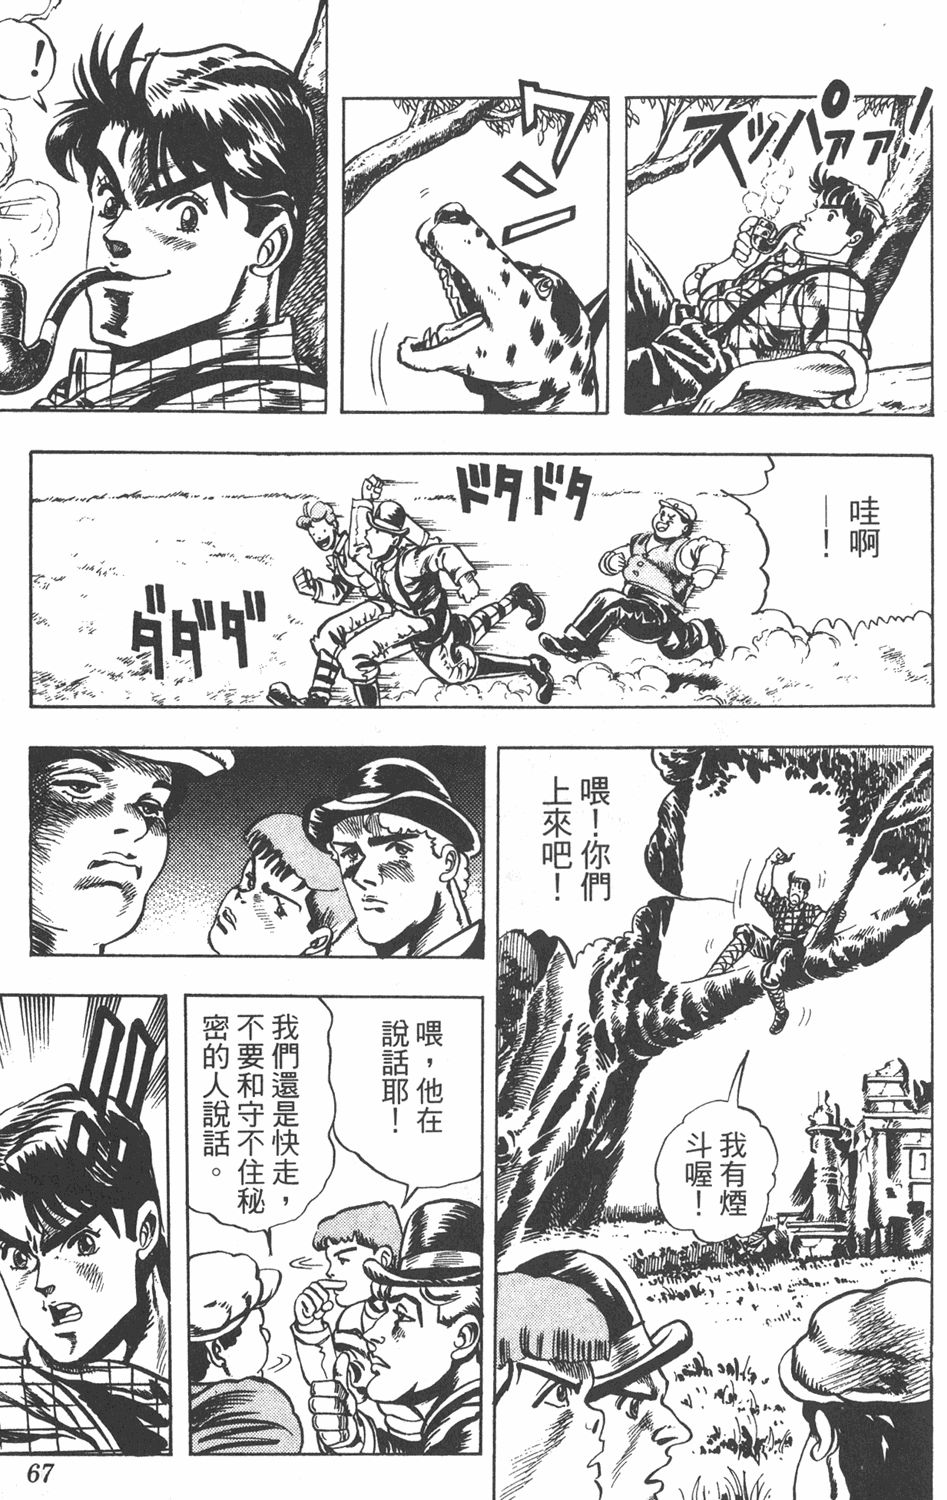 スッパァァァ!
クン
!
哇啊
——!
ドタドタ
ダダダ
喂!你們
上來吧!
我有煙
斗喔!
喂,他在
說話耶!
我們還是快走,
不要和守不住秘
密的人說話。
67